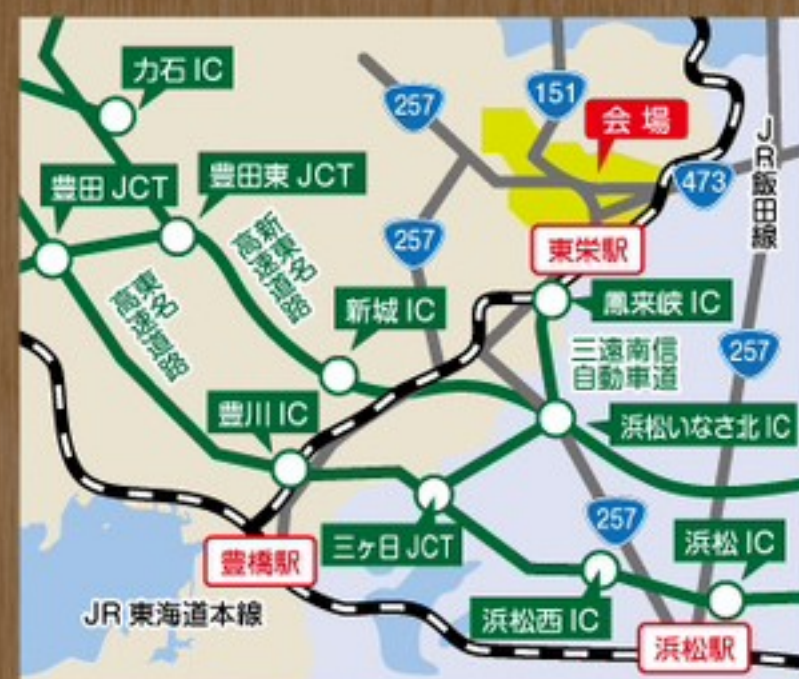 力石 IC
257
151
会場
JR飯田線
豊田 JCT
豊田東 JCT
473
257
東栄駅
新東名
高速道路
東名
高速道路
新城 IC
鳳来峡 IC
三遠南信
自動車道
257
豊川 IC
浜松いなさ北 IC
257
三ヶ日 JCT
浜松 IC
豊橋駅
JR 東海道本線
浜松西 IC
浜松駅